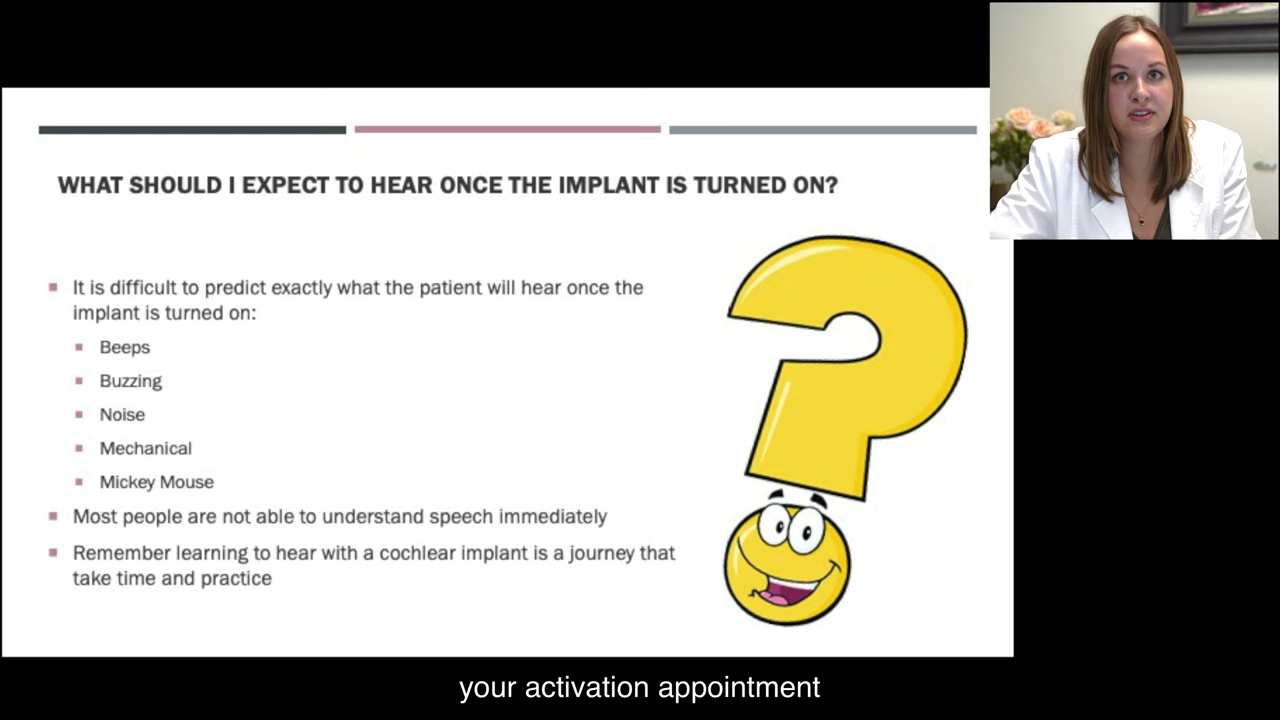 WHAT SHOULD I EXPECT TO HEAR ONCE THE IMPLANT IS TURNED ON?
It is difficult to predict exactly what the patient will hear once the
implant is turned on:
Beeps
Buzzing
Noise
Mechanical
Mickey Mouse
Most people are not able to understand speech immediately
Remember learning to hear with a cochlear implant is a journey that
take time and practice
your activation appointment